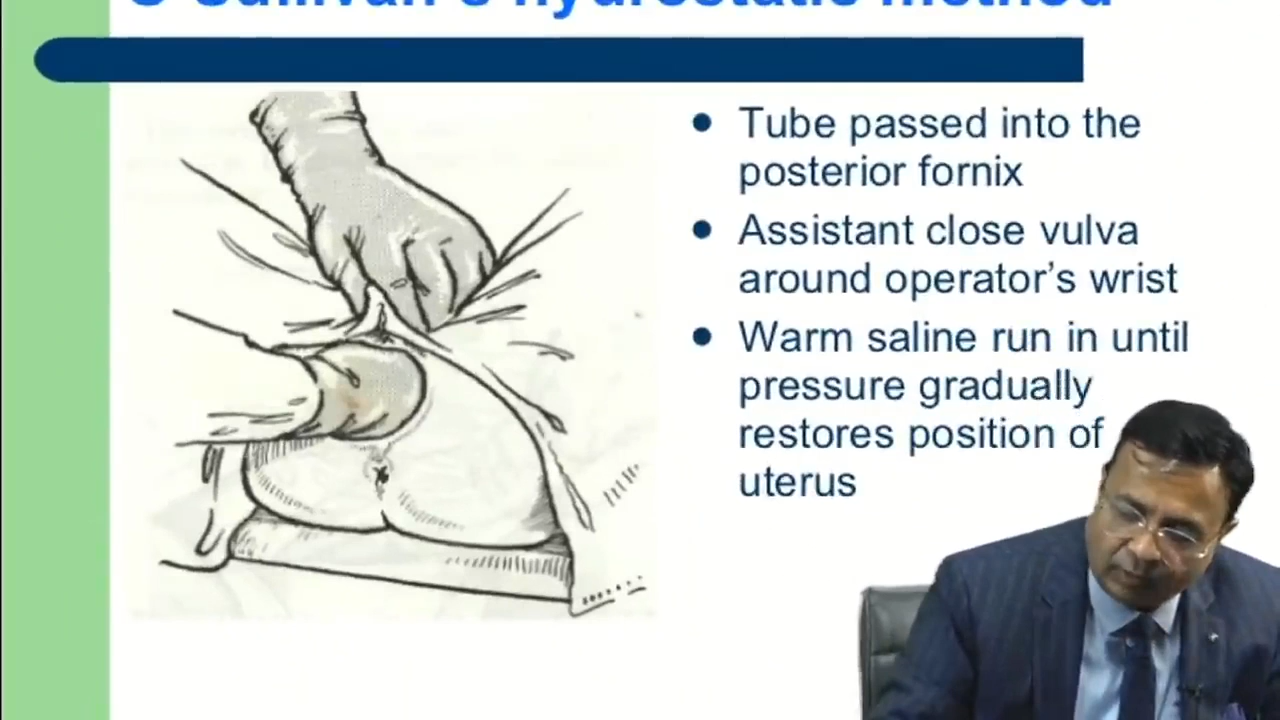 O'Sullivan's hydrostatic method
Tube passed into the
posterior fornix
Assistant close vulva
around operator's wrist
Warm saline run in until
pressure gradually
restores position of
uterus